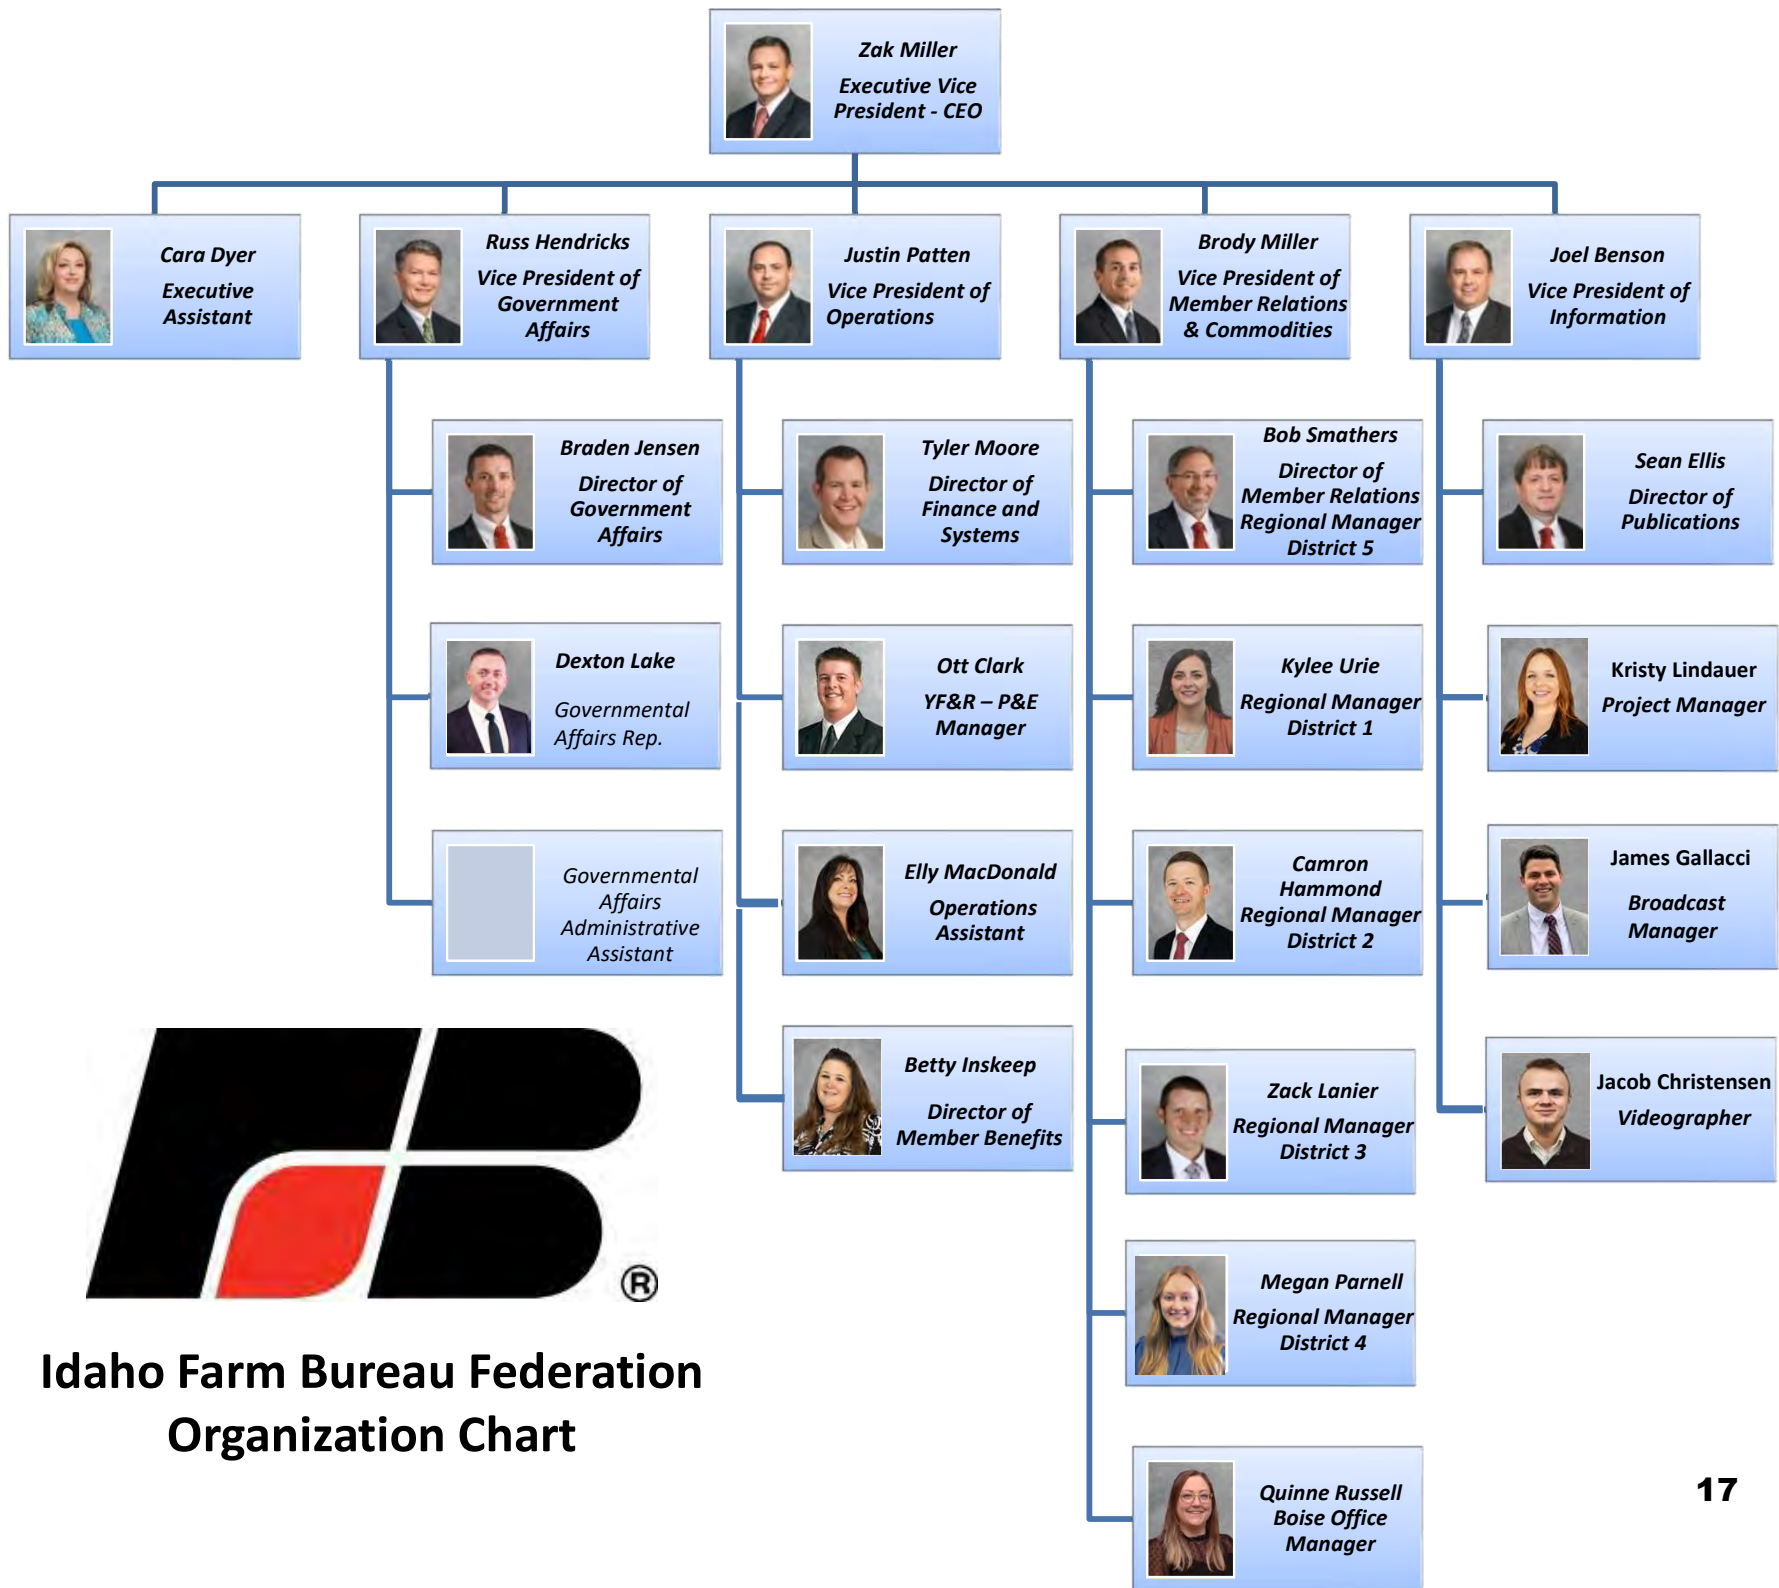 Zak Miller
Executive Vice
President - CEO
Cara Dyer
Executive
Assistant
Russ Hendricks
Vice President of
Government
Affairs
Justin Patten
Vice President of
Operations
Brody Miller
Vice President of
Member Relations
& Commodities
Joel Benson
Vice President of
Information
Braden Jensen
Director of
Government
Affairs
Tyler Moore
Director of
Finance and
Systems
Bob Smathers
Director of
Member Relations
Regional Manager
District 5
Sean Ellis
Director of
Publications
Dexton Lake
Governmental
Affairs Rep.
Ott Clark
YF&R – P&E
Manager
Kylee Urie
Regional Manager
District 1
Kristy Lindauer
Project Manager
Governmental
Affairs
Administrative
Assistant
Elly MacDonald
Operations
Assistant
Camron
Hammond
Regional Manager
District 2
James Gallacci
Broadcast
Manager
Betty Inskeep
Director of
Member Benefits
Zack Lanier
Regional Manager
District 3
Jacob Christensen
Videographer
Megan Parnell
Regional Manager
District 4
Quinne Russell
Boise Office
Manager
®
Idaho Farm Bureau Federation
Organization Chart
17